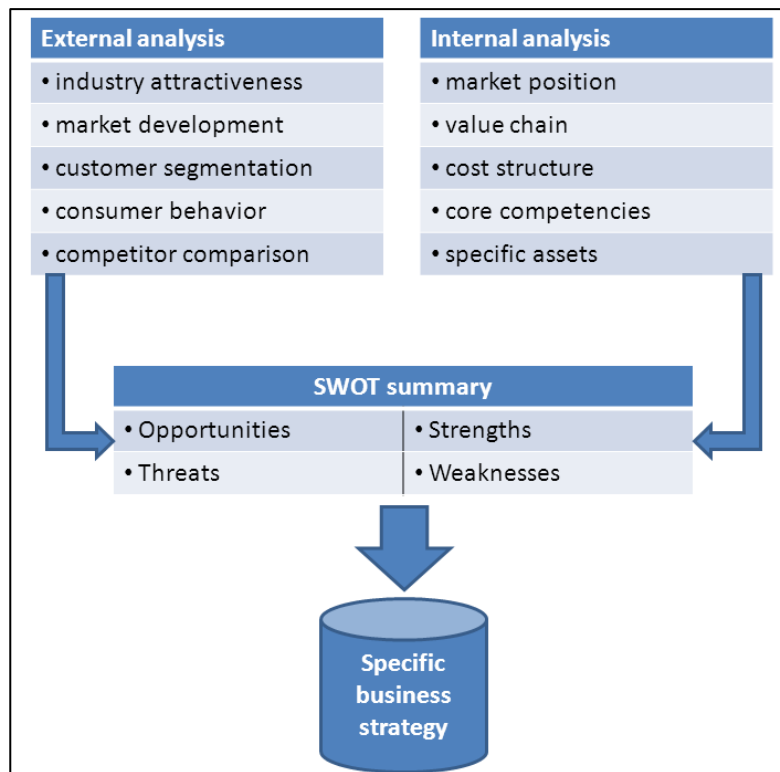 External analysis
• industry attractiveness
• market development
• customer segmentation
• consumer behavior
• competitor comparison
Internal analysis
• market position
• value chain
• cost structure
• core competencies
• specific assets
SWOT summary
• Opportunities
• Strengths
• Threats
• Weaknesses
Specific
business
strategy